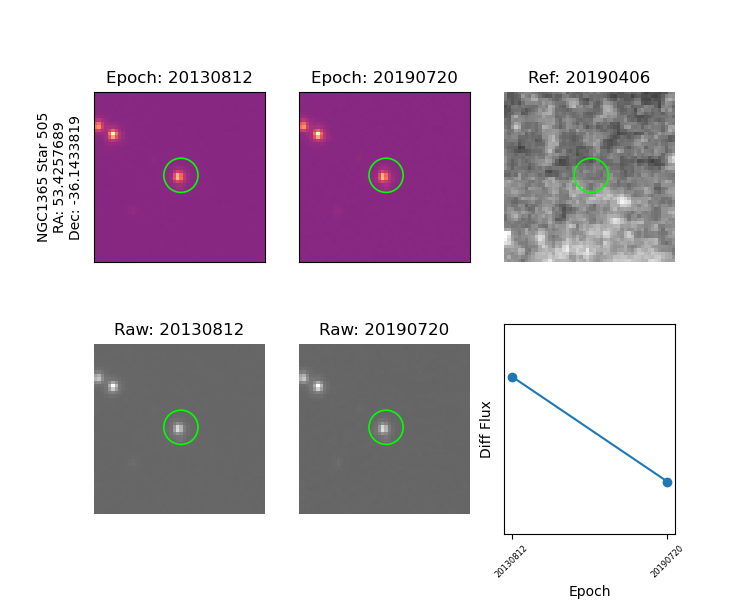 Epoch: 20130812
Epoch: 20190720
Ref: 20190406
NGC1365 Star 505
RA: 53.4257689
Dec: -36.1433819
Raw: 20130812
Raw: 20190720
Diff Flux
20130812
20190720
Epoch